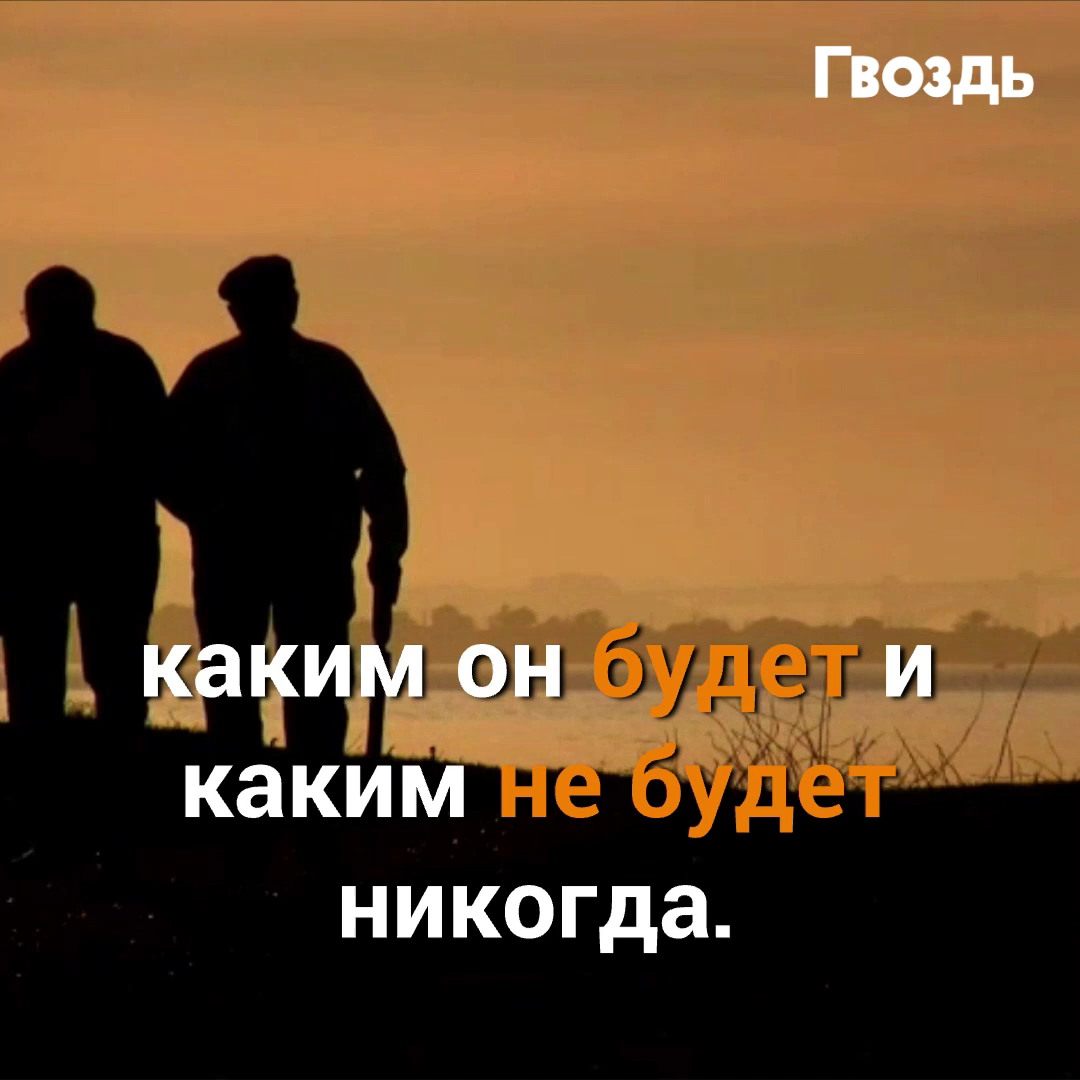 Гвоздь
каким он будет и
каким не будет
никогда.